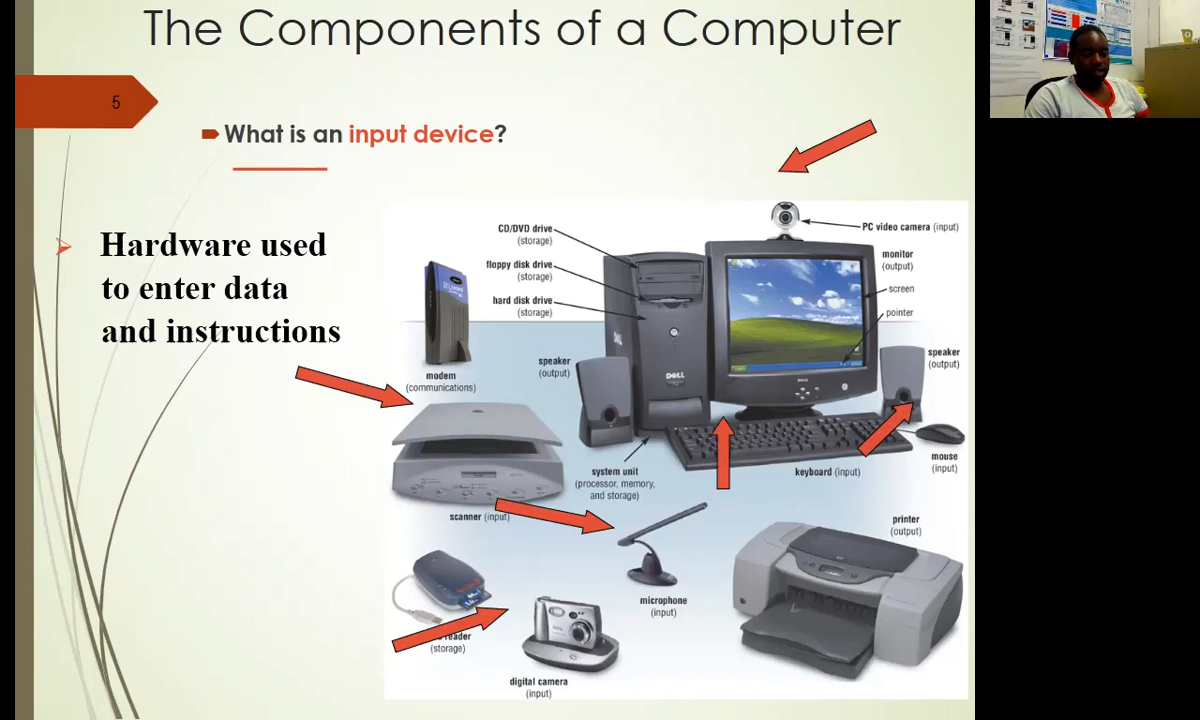 The Components of a Computer
5
What is an input device?
Hardware used
to enter data
and instructions
CD/DVD drive
(storage)
floppy disk drive
(storage)
hard disk drive
(storage)
PC video camera (input)
monitor
(output)
screen
pointer
modem
(communications)
speaker
(output)
speaker
(output)
DELL
DELL
system unit
(processor, memory,
and storage)
keyboard (input)
mouse
(input)
scanner (input)
printer
(output)
microphone
(input)
reader
(storage)
digital camera
(input)